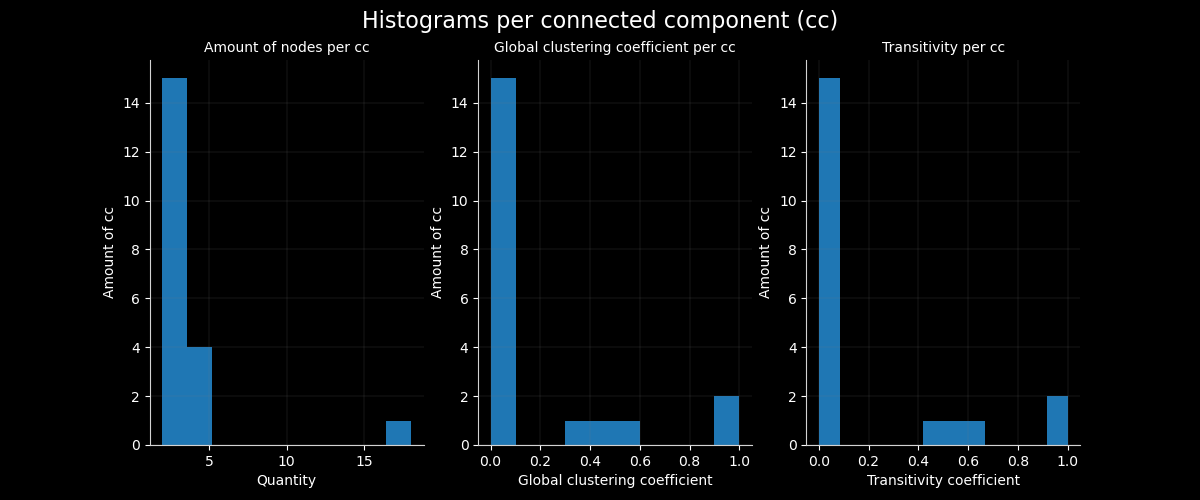 Histograms per connected component (cc)
Amount of nodes per cc
Global clustering coefficient per cc
Transitivity per cc
14
12
10
8
6
4
2
0
Amount of cc
5 10 15
Quantity
14
12
10
8
6
4
2
0
Amount of cc
0.0 0.2 0.4 0.6 0.8 1.0
Global clustering coefficient
14
12
10
8
6
4
2
0
Amount of cc
0.0 0.2 0.4 0.6 0.8 1.0
Transitivity coefficient